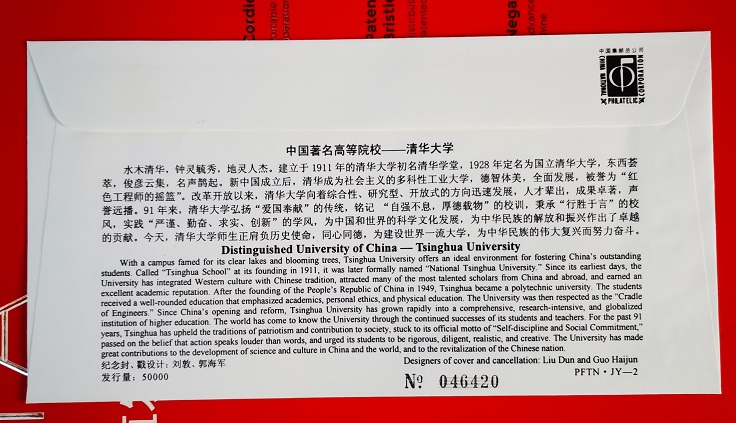 Cordle
Paten
Bristle
Nega
中国集邮总公司
CHINA NATIONAL
PHILATELIC
CORPORATION
中国著名高等院校——清华大学
水木清华，钟灵毓秀，地灵人杰。建立于 1911 年的清华大学初名清华学堂，1928 年定名为国立清华大学，东西荟
萃，俊彦云集，名声鹊起。新中国成立后，清华成为社会主义的多科性工业大学，德智体美，全面发展，被誉为“红
色工程师的摇篮”。改革开放以来，清华大学向着综合性、研究型、开放式的方向迅速发展，人才辈出，成果卓著，声
誉远播。91 年来，清华大学弘扬“爱国奉献”的传统，铭记 “自强不息，厚德载物”的校训，秉承“行胜于言”的校
风，实践“严谨、勤奋、求实、创新”的学风，为中国和世界的科学文化发展，为中华民族的解放和振兴作出了卓越
的贡献。今天，清华大学师生正肩负历史使命，同心同德，为建设世界一流大学，为中华民族的伟大复兴而努力奋斗。
Distinguished University of China — Tsinghua University
With a campus famed for its clear lakes and blooming trees, Tsinghua University offers an ideal environment for fostering China's outstanding
students. Called “Tsinghua School” at its founding in 1911, it was later formally named “National Tsinghua University.” Since its earliest days, the
University has integrated Western culture with Chinese tradition, attracted many of the most talented scholars from China and abroad, and earned an
excellent academic reputation. After the founding of the People's Republic of China in 1949, Tsinghua became a polytechnic university. The students
received a well-rounded education that emphasized academics, personal ethics, and physical education. The University was then respected as the “Cradle
of Engineers.” Since China's opening and reform, Tsinghua University has grown rapidly into a comprehensive, research-intensive, and globalized
institution of higher education. The world has come to know the University through the continued successes of its students and teachers. For the past 91
years, Tsinghua has upheld the traditions of patriotism and contribution to society, stuck to its official motto of “Self-discipline and Social Commitment,”
passed on the belief that action speaks louder than words, and urged its students to be rigorous, diligent, realistic, and creative. The University has made
great contributions to the development of science and culture in China and the world, and to the revitalization of the Chinese nation.
纪念封、戳设计：刘敦、郭海军
Designers of cover and cancellation: Liu Dun and Guo Haijun
发行量：50000
№ 046420
PFTN·JY—2